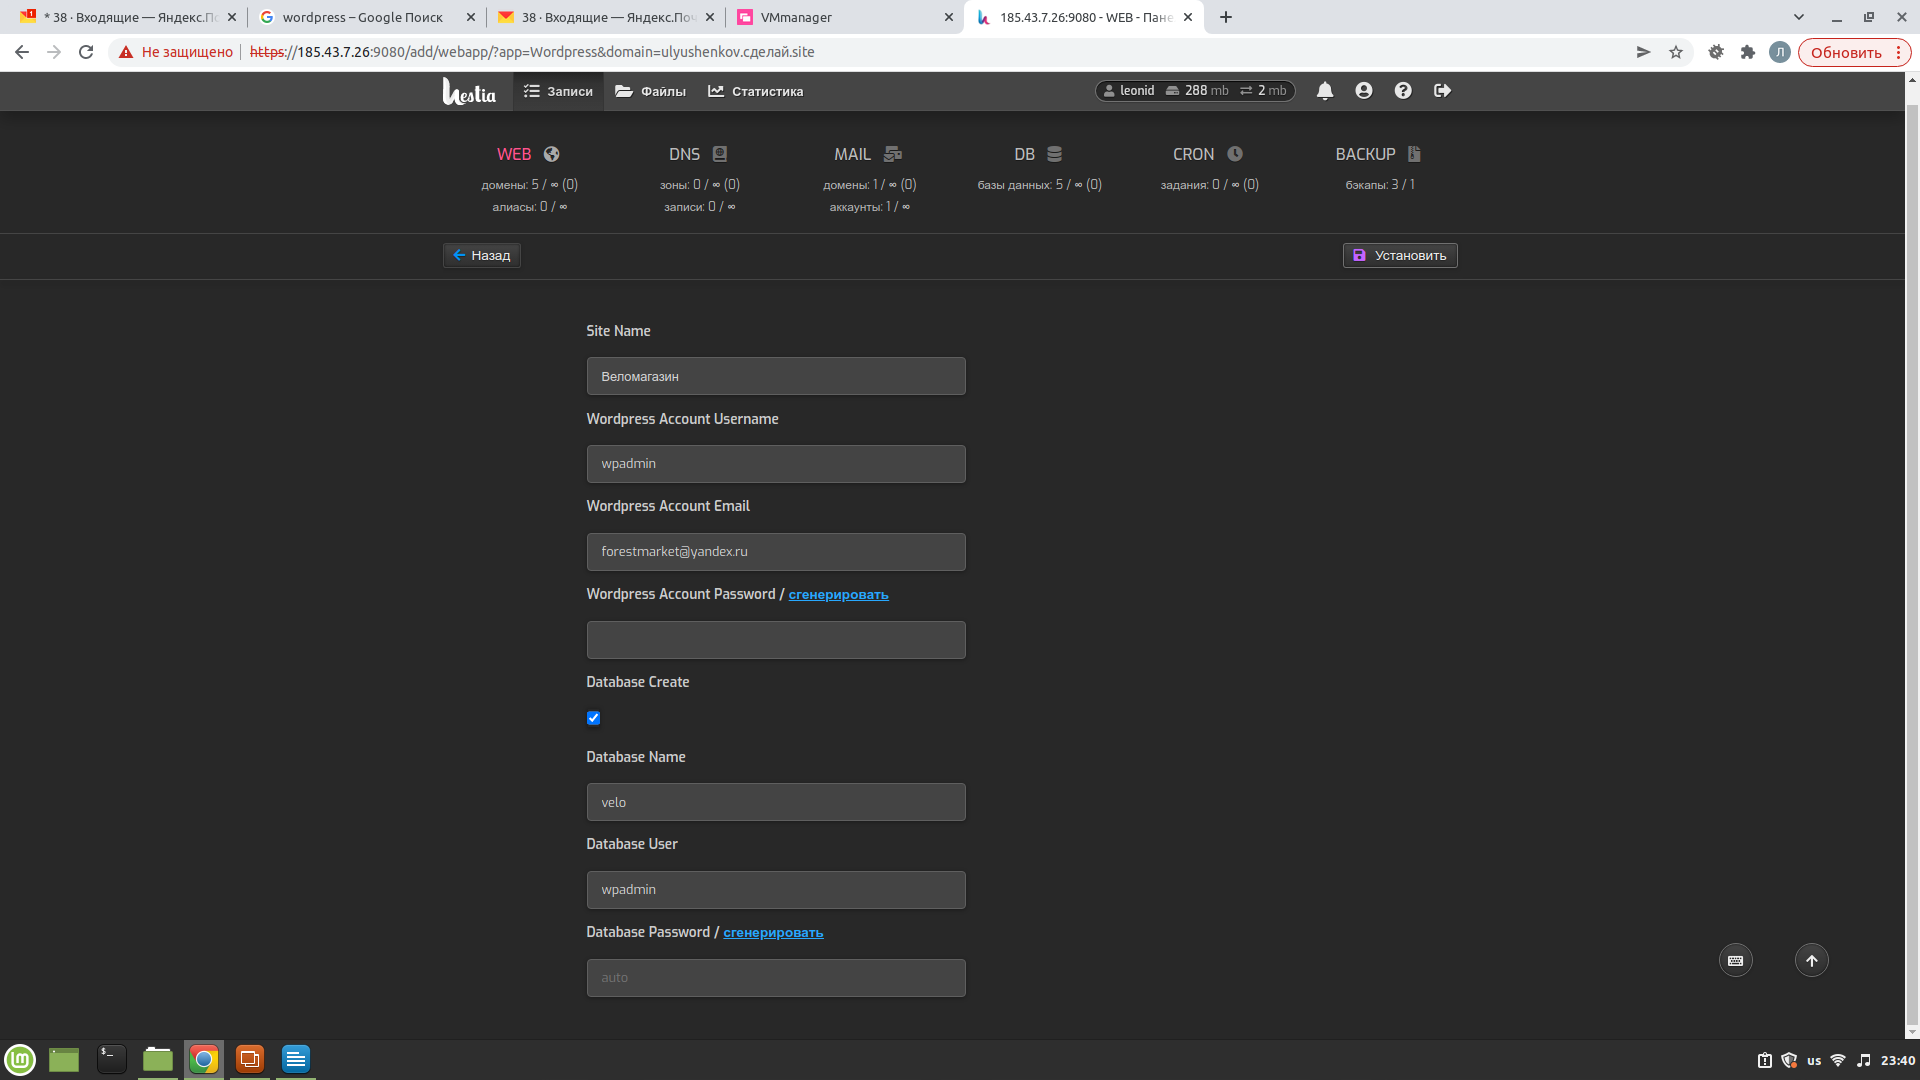 * 38 · Входящие — Яндекс.По
wordpress – Google Поиск
38 · Входящие — Яндекс.Поч
VMmanager
185.43.7.26:9080 - WEB - Пане
Не защищено
https://185.43.7.26:9080/add/webapp/?app=Wordpress&domain=ulyushenkov.сделай.site
Л
Обновить
hestia
Записи
Файлы
Статистика
leonid 288 mb 2 mb
WEB
домены: 5 / ∞ (0)
алиасы: 0 / ∞
DNS
зоны: 0 / ∞ (0)
записи: 0 / ∞
MAIL
домены: 1 / ∞ (0)
аккаунты: 1 / ∞
DB
базы данных: 5 / ∞ (0)
CRON
задания: 0 / ∞ (0)
BACKUP
бэкапы: 3 / 1
Назад
Установить
Site Name
Веломагазин
Wordpress Account Username
wpadmin
Wordpress Account Email
forestmarket@yandex.ru
Wordpress Account Password / сгенерировать
Database Create
Database Name
velo
Database User
wpadmin
Database Password / сгенерировать
auto
us
23:40